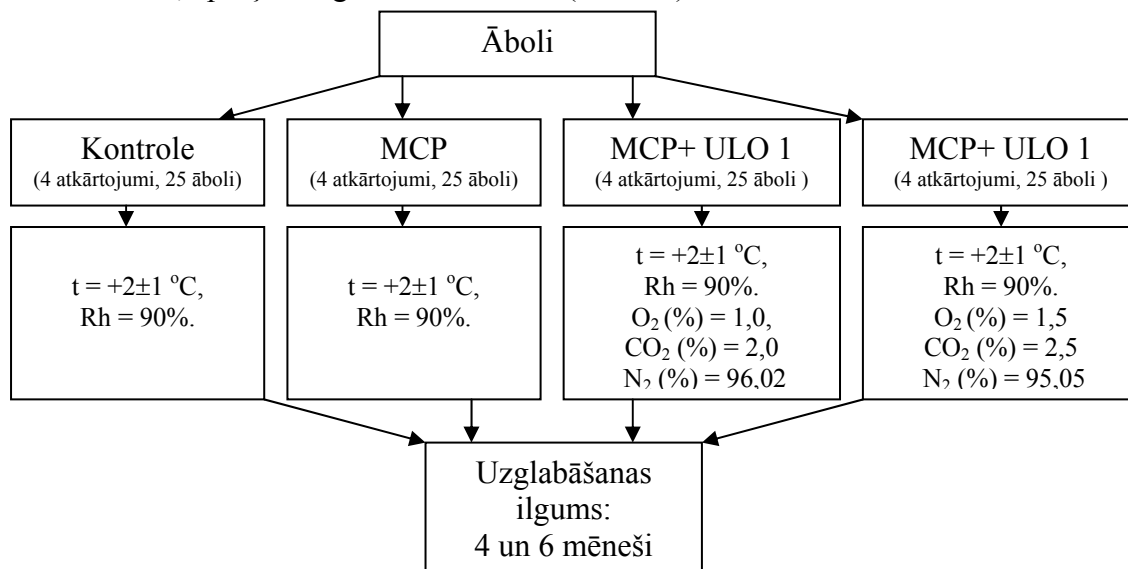 Āboli
Kontrole
(4 atkārtojumi, 25 āboli)
MCP
(4 atkārtojumi, 25 āboli)
MCP+ ULO 1
(4 atkārtojumi, 25 āboli )
MCP+ ULO 1
(4 atkārtojumi, 25 āboli )
t = +2±1 °C,
Rh = 90%.
t = +2±1 °C,
Rh = 90%.
t = +2±1 °C,
Rh = 90%.
O₂ (%) = 1,0,
CO₂ (%) = 2,0
N₂ (%) = 96,02
t = +2±1 °C,
Rh = 90%.
O₂ (%) = 1,5
CO₂ (%) = 2,5
N₂ (%) = 95,05
Uzglabāšanas
ilgums:
4 un 6 mēneši